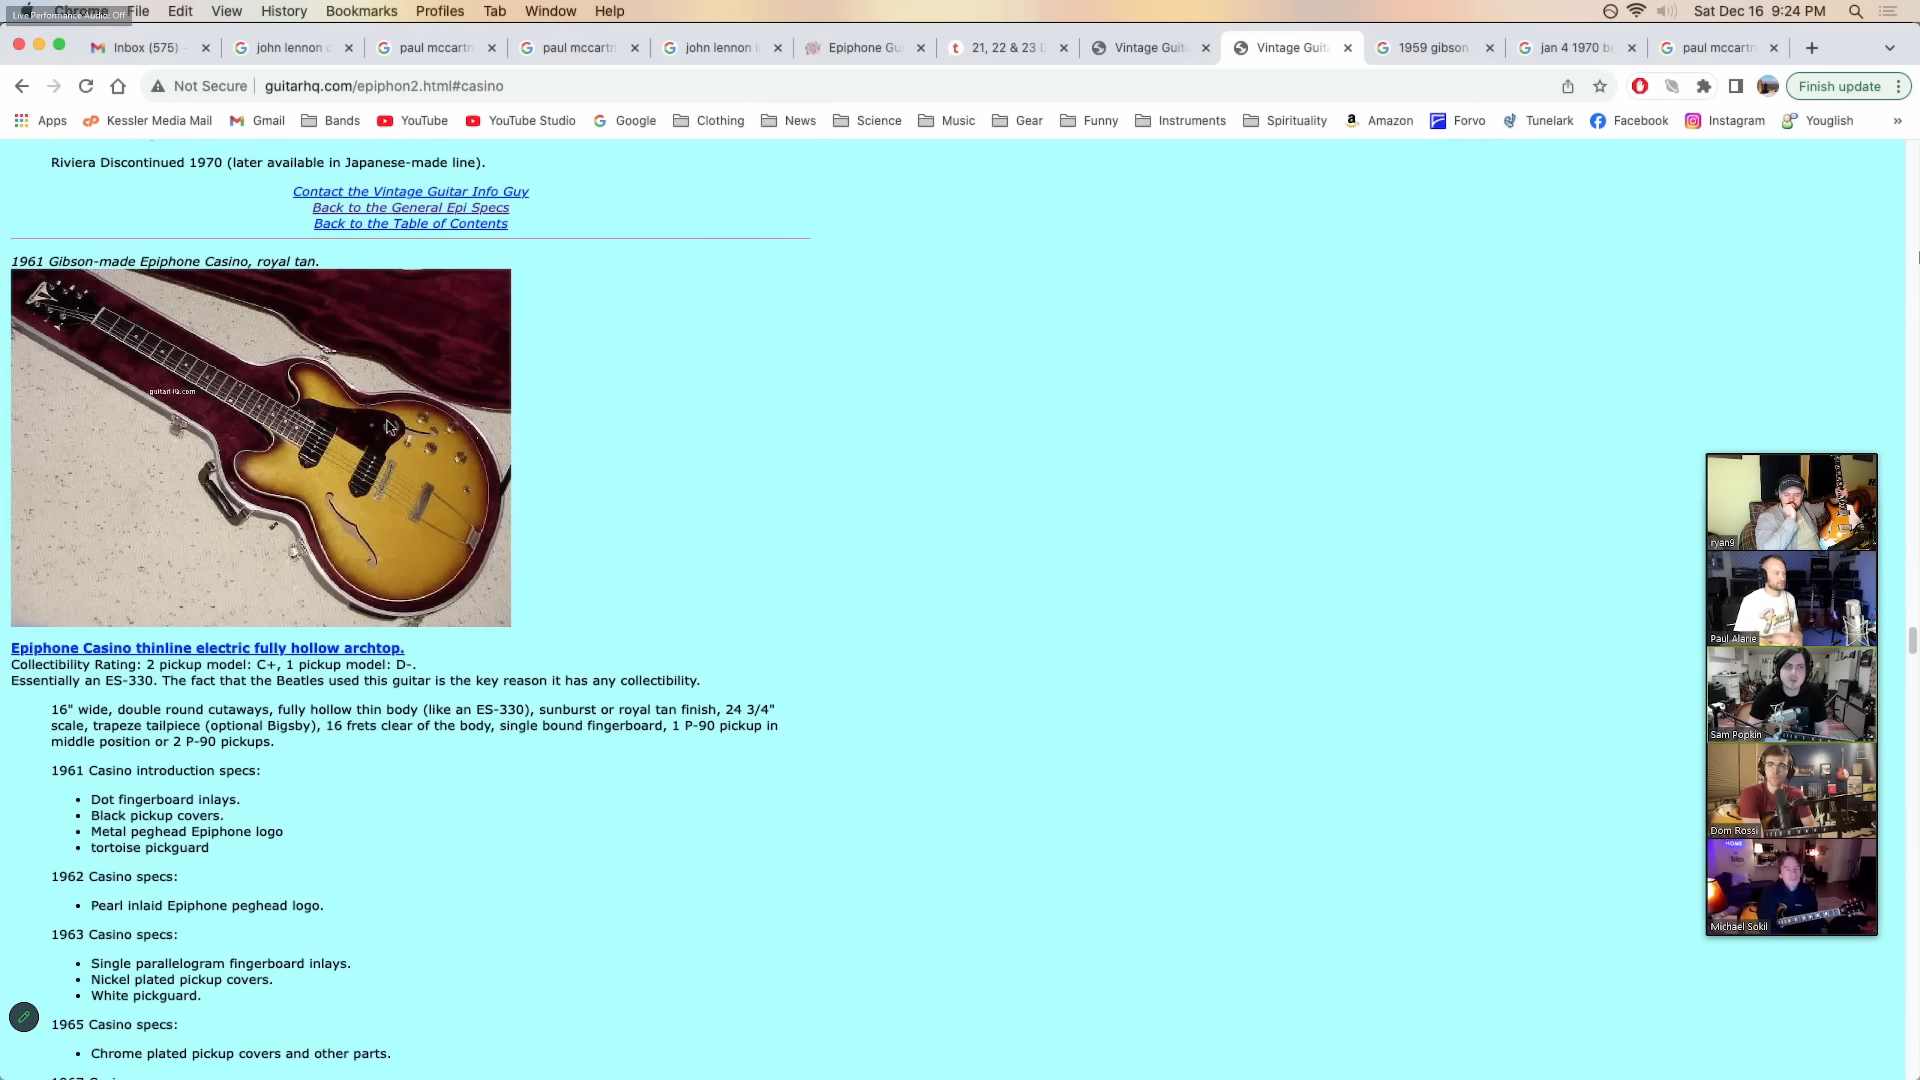 Live Performance Audio: Off
Chrome File Edit View History Bookmarks Profiles Tab Window Help
Sat Dec 16 9:24 PM
Inbox (575)
john lennon
paul mccartn
paul mccartn
john lennon
Epiphone Gu
21, 22 & 23
Vintage Guit
Vintage Guit
1959 gibson
jan 4 1970 b
paul mccartn
Not Secure guitarhq.com/epiphon2.html#casino
Finish update
Apps Kessler Media Mail Gmail Bands YouTube YouTube Studio Google Clothing News Science Music Gear Funny Instruments Spirituality Amazon Forvo Tunelark Facebook Instagram Youglish »
Riviera Discontinued 1970 (later available in Japanese-made line).
Contact the Vintage Guitar Info Guy
Back to the General Epi Specs
Back to the Table of Contents
1961 Gibson-made Epiphone Casino, royal tan.
guitarHQ.com
Epiphone Casino thinline electric fully hollow archtop.
Collectibility Rating: 2 pickup model: C+, 1 pickup model: D-.
Essentially an ES-330. The fact that the Beatles used this guitar is the key reason it has any collectibility.
16" wide, double round cutaways, fully hollow thin body (like an ES-330), sunburst or royal tan finish, 24 3/4"
scale, trapeze tailpiece (optional Bigsby), 16 frets clear of the body, single bound fingerboard, 1 P-90 pickup in
middle position or 2 P-90 pickups.
1961 Casino introduction specs:
• Dot fingerboard inlays.
• Black pickup covers.
• Metal peghead Epiphone logo
• tortoise pickguard
1962 Casino specs:
• Pearl inlaid Epiphone peghead logo.
1963 Casino specs:
• Single parallelogram fingerboard inlays.
• Nickel plated pickup covers.
• White pickguard.
1965 Casino specs:
• Chrome plated pickup covers and other parts.
ryan9
Paul Alarie
Sam Popkin
Dom Rossi
HOME
Michael Sokil